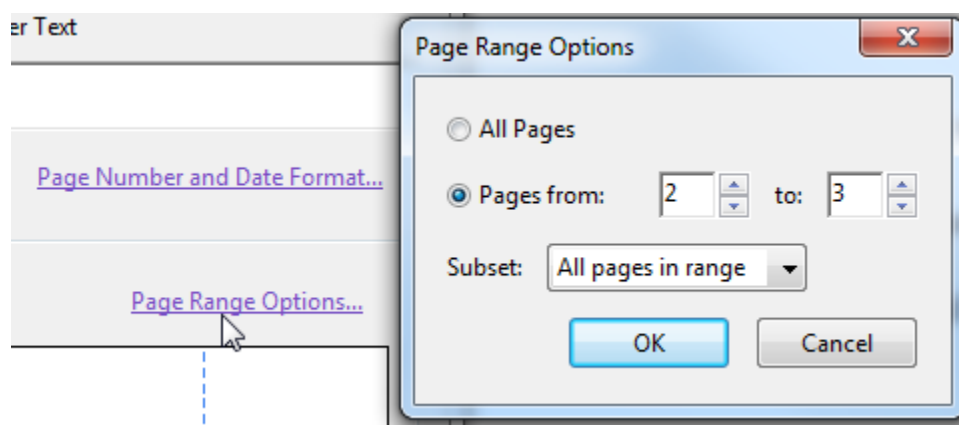 er Text
Page Number and Date Format...
Page Range Options...
Page Range Options
All Pages
Pages from: 2 to: 3
Subset: All pages in range
OK Cancel